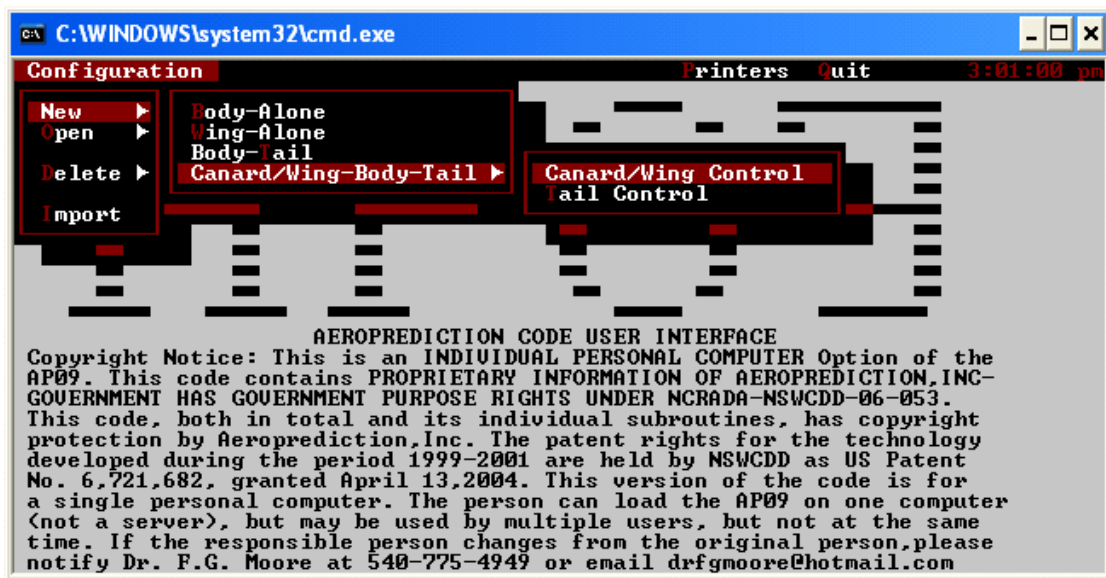 C:\WINDOWS\system32\cmd.exe
Configuration Printers Quit 3:01:00 pm
New
Open
Delete
Import
Body-Alone
Wing-Alone
Body-Tail
Canard/Wing-Body-Tail
Canard/Wing Control
Tail Control
AEROPREDICTION CODE USER INTERFACE
Copyright Notice: This is an INDIVIDUAL PERSONAL COMPUTER Option of the
AP09. This code contains PROPRIETARY INFORMATION OF AEROPREDICTION,INC-
GOVERNMENT HAS GOVERNMENT PURPOSE RIGHTS UNDER NCRADA-NSWCDD-06-053.
This code, both in total and its individual subroutines, has copyright
protection by Aeroprediction,Inc. The patent rights for the technology
developed during the period 1999-2001 are held by NSWCDD as US Patent
No. 6,721,682, granted April 13,2004. This version of the code is for
a single personal computer. The person can load the AP09 on one computer
(not a server), but may be used by multiple users, but not at the same
time. If the responsible person changes from the original person,please
notify Dr. F.G. Moore at 540-775-4949 or email drfgmoore@hotmail.com